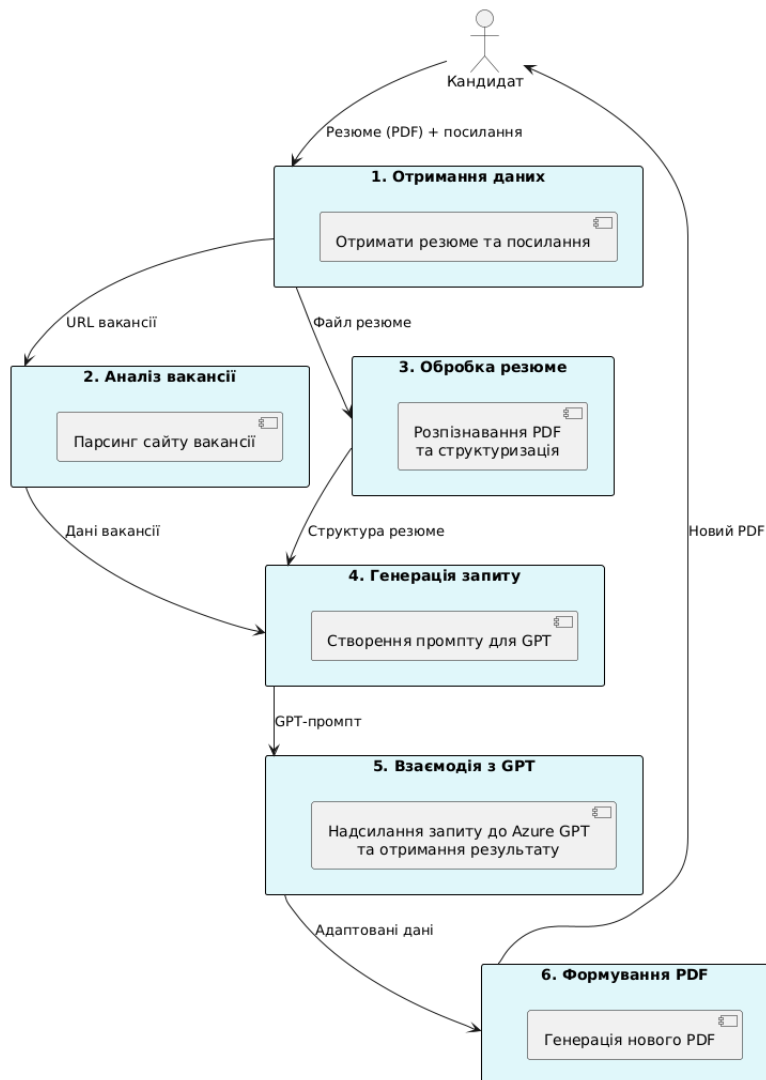 Кандидат
Резюме (PDF) + посилання
1. Отримання даних
Отримати резюме та посилання
URL вакансії
Файл резюме
2. Аналіз вакансії
Парсинг сайту вакансії
3. Обробка резюме
Розпізнавання PDF
та структуризація
Дані вакансії
Структура резюме
Новий PDF
4. Генерація запиту
Створення промпту для GPT
GPT-промпт
5. Взаємодія з GPT
Надсилання запиту до Azure GPT
та отримання результату
Адаптовані дані
6. Формування PDF
Генерація нового PDF